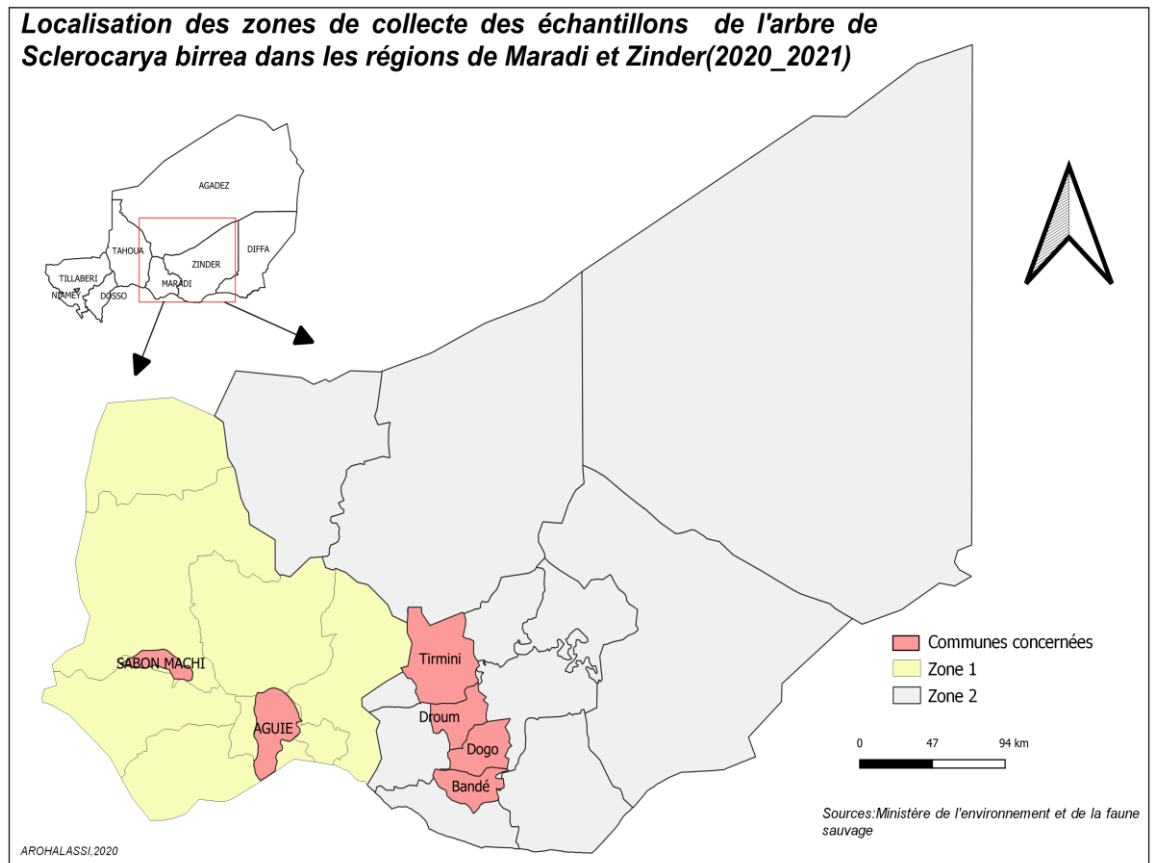 Localisation des zones de collecte des échantillons de l'arbre de
Sclerocarya birrea dans les régions de Maradi et Zinder(2020_2021)
AGADEZ
TAHOUA
DIFFA
ZINDER
TILLABERI
MARADI
NIAMEY
DOSSO
SABON MACHI
AGUIE
Tirmini
Droum
Dogo
Bandé
Communes concernées
Zone 1
Zone 2
0 47 94 km
Sources:Ministère de l'environnement et de la faune
sauvage
AROHALASSI,2020